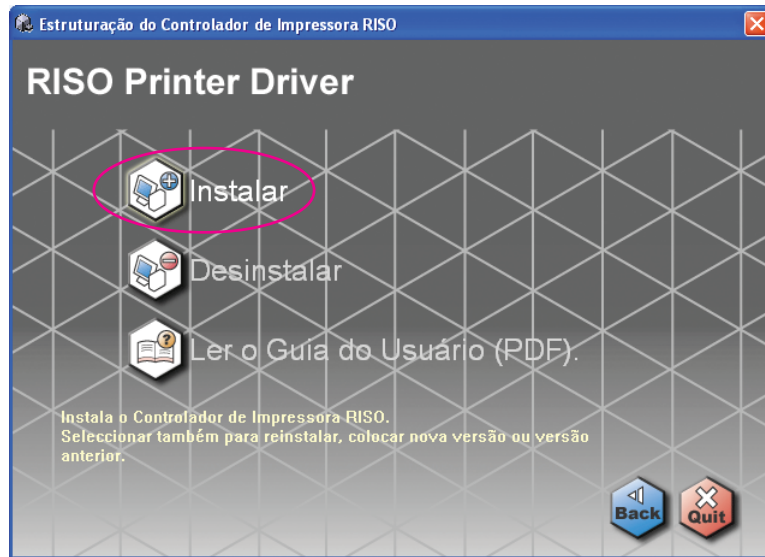 Estruturação do Controlador de Impressora RISO
RISO Printer Driver
Instalar
Desinstalar
Ler o Guia do Usuário (PDF).
Instala o Controlador de Impressora RISO.
Seleccionar também para reinstalar, colocar nova versão ou versão
anterior.
Back
Quit